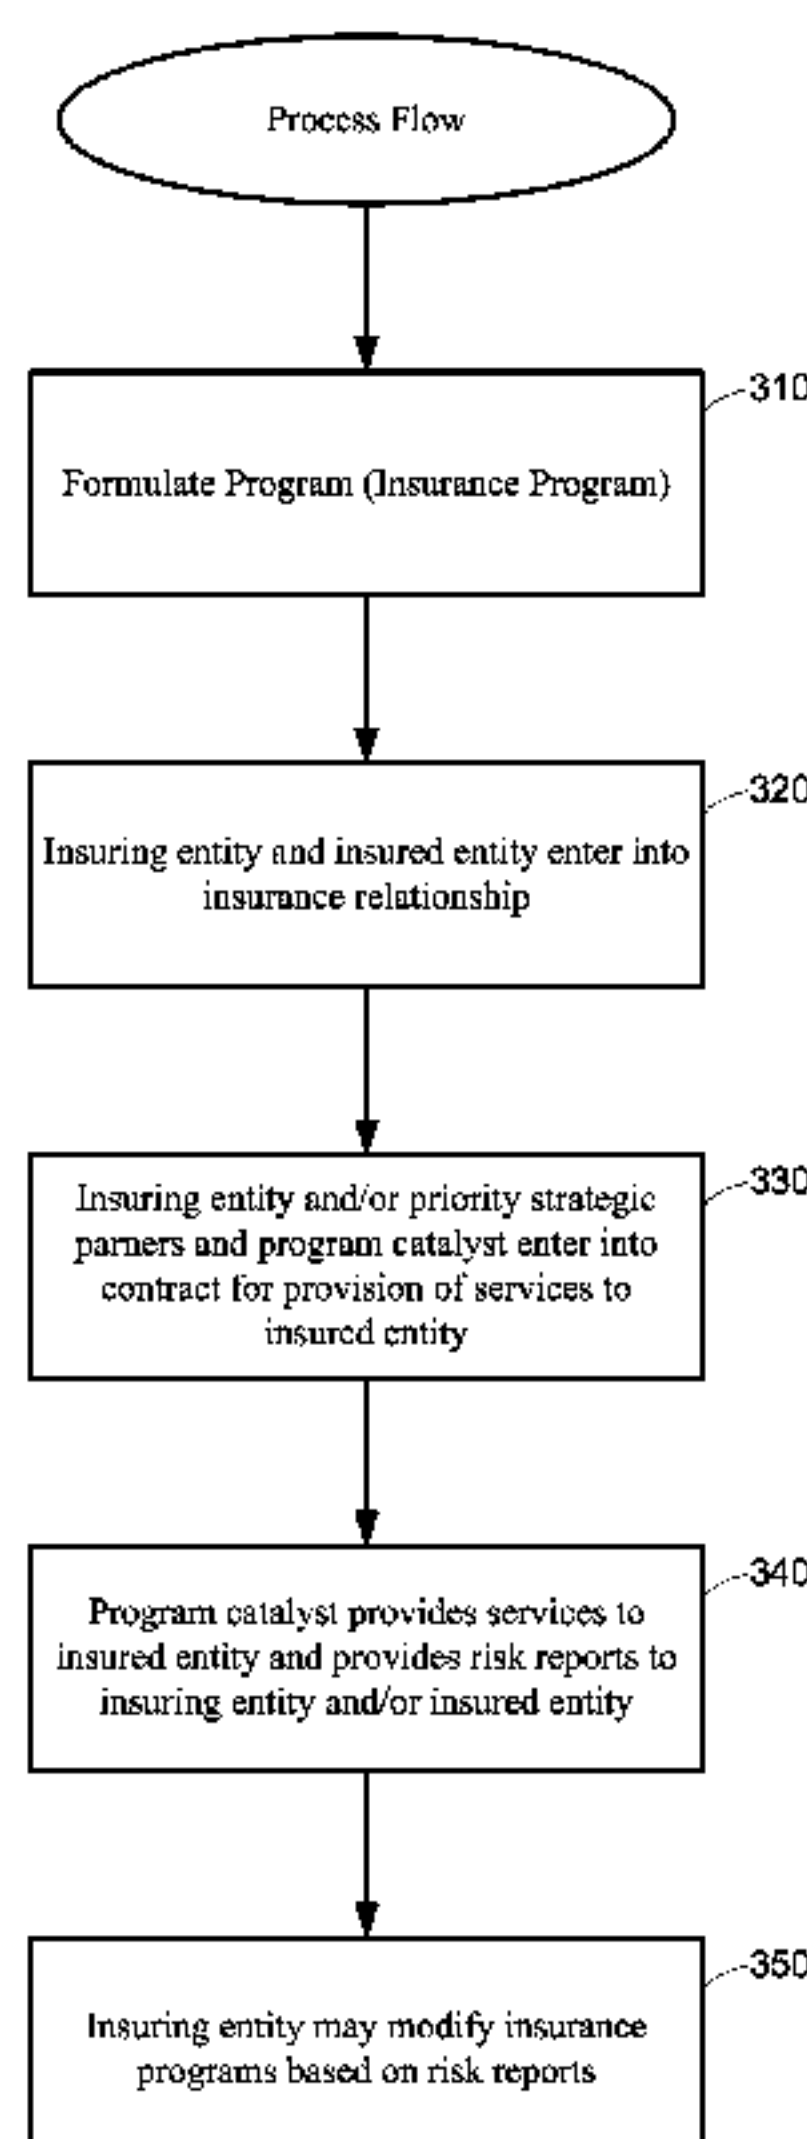 Process Flow
310
Formulate Program (Insurance Program)
320
Insuring entity and insured entity enter into
insurance relationship
330
Insuring entity and/or priority strategic
parners and program catalyst enter into
contract for provision of services to
insured entity
340
Program catalyst provides services to
insured entity and provides risk reports to
insuring entity and/or insured entity
350
Insuring entity may modify insurance
programs based on risk reports